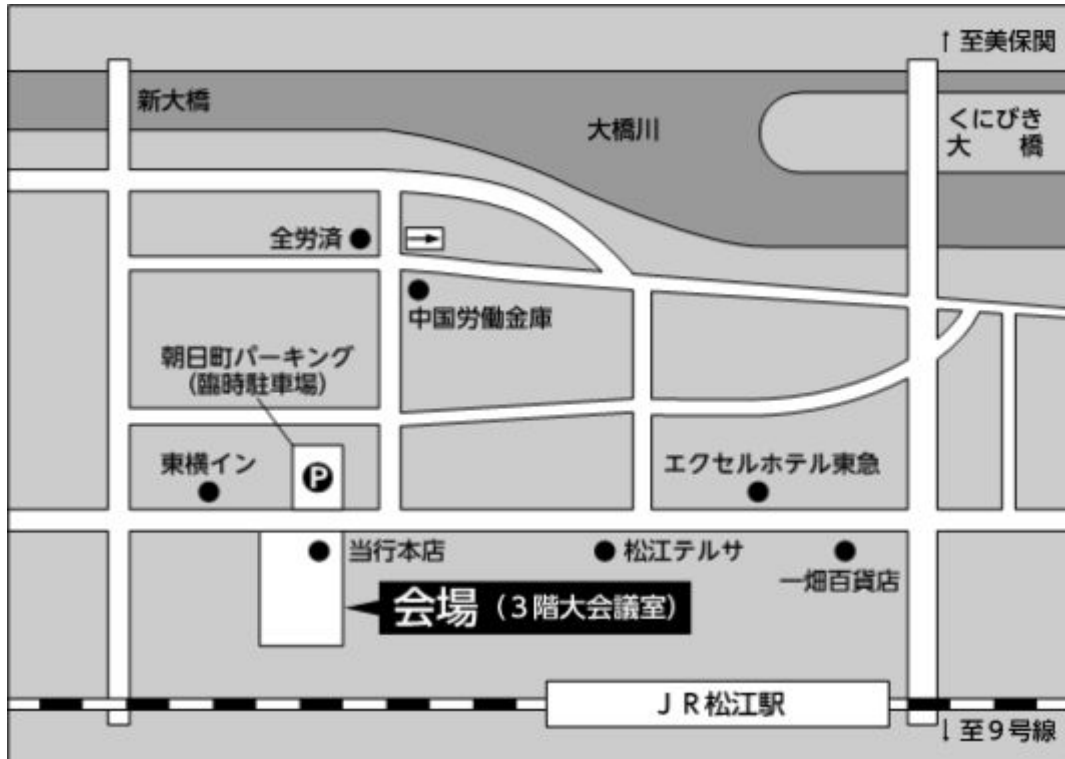 ↑至美保関
新大橋
大橋川
くにびき
大　橋
全労済
中国労働金庫
朝日町パーキング
(臨時駐車場)
東横イン
P
エクセルホテル東急
当行本店
松江テルサ
一畑百貨店
会場（３階大会議室）
ＪＲ松江駅
↓至９号線